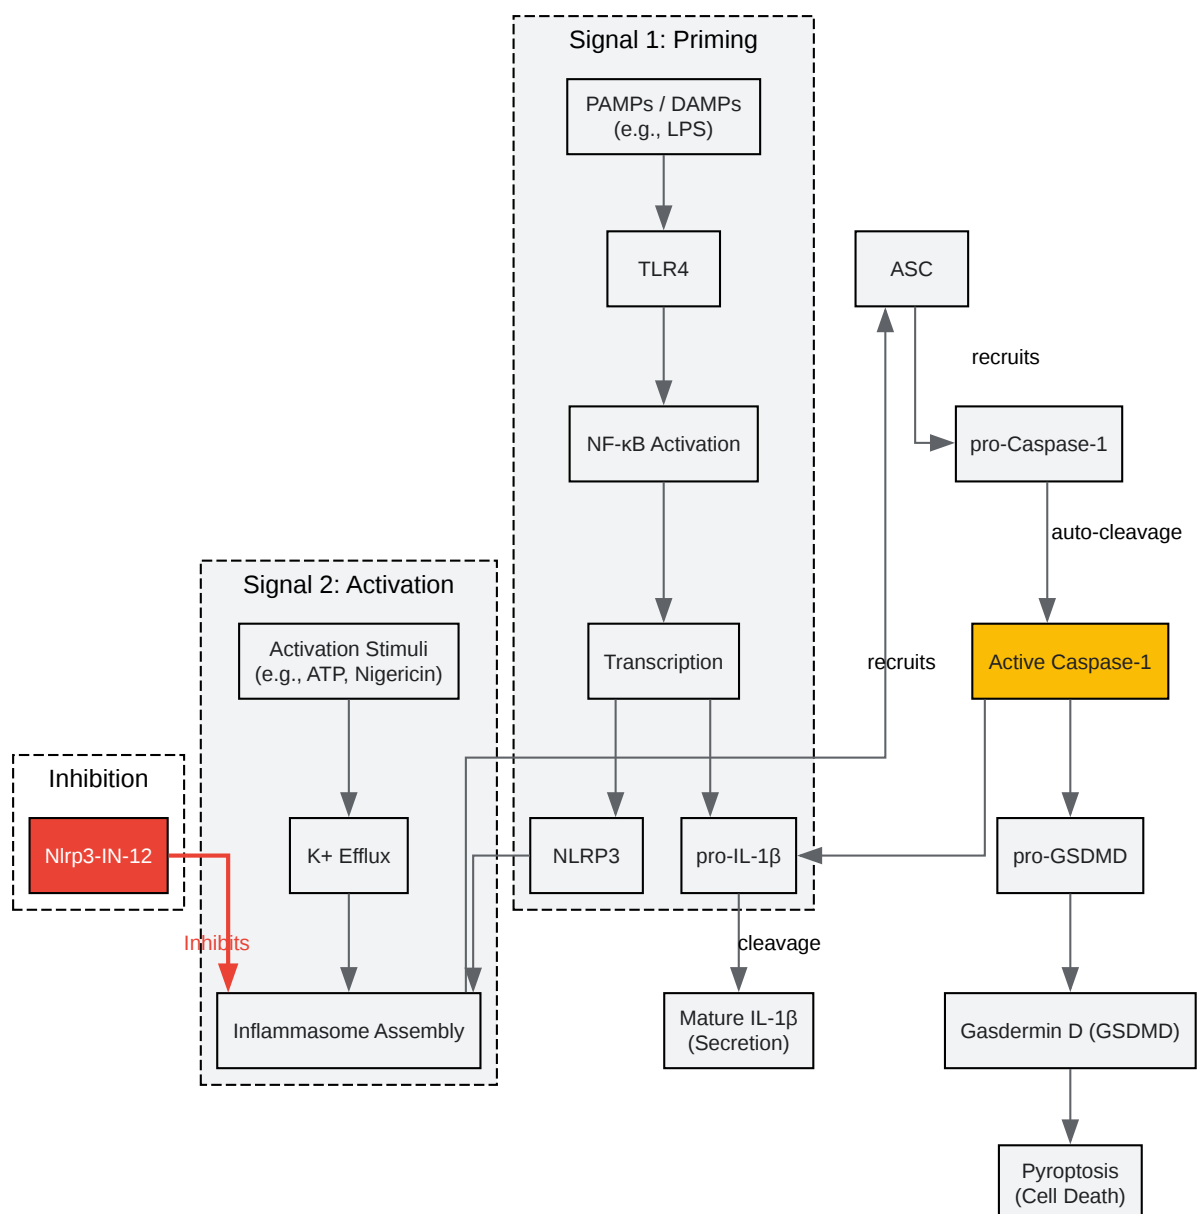 Signal 1: Priming
PAMPs / DAMPs
(e.g., LPS)
TLR4
ASC
recruits
NF-κB Activation
pro-Caspase-1
auto-cleavage
Signal 2: Activation
Activation Stimuli
(e.g., ATP, Nigericin)
Transcription
recruits
Active Caspase-1
Inhibition
Nlrp3-IN-12
K+ Efflux
NLRP3
pro-IL-1β
pro-GSDMD
Inhibits
cleavage
Inflammasome Assembly
Mature IL-1β
(Secretion)
Gasdermin D (GSDMD)
Pyroptosis
(Cell Death)